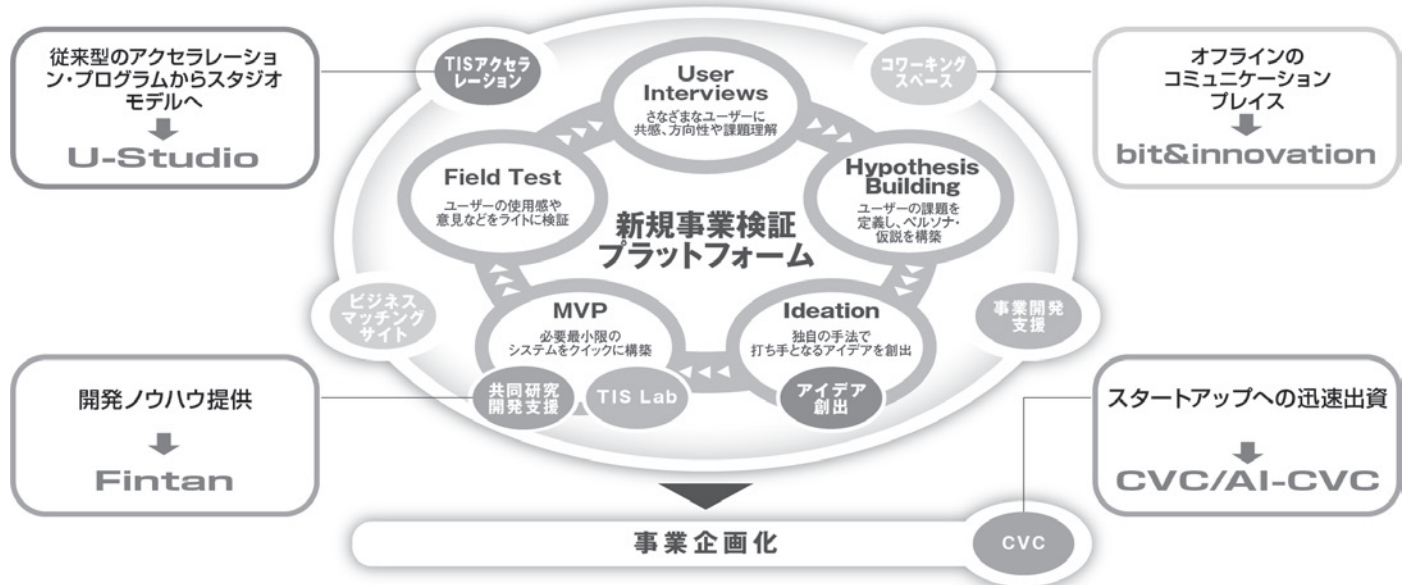 従来型のアクセラレーショ
ン・プログラムからスタジオ
モデルへ
U-Studio
TISアクセラ
レーション
User
Interviews
さなざまなユーザーに
共感、方向性や課題理解
コワーキング
スペース
オフラインの
コミュニケーション
プレイス
bit&innovation
Field Test
ユーザーの使用感や
意見などをライトに検証
Hypothesis
Building
ユーザーの課題を
定義し、ペルソナ・
仮説を構築
新規事業検証
プラットフォーム
ビジネス
マッチング
サイト
MVP
必要最小限の
システムをクイックに構築
Ideation
独自の手法で
打ち手となるアイデアを創出
事業開発
支援
共同研究
開発支援
TIS Lab
アイデア
創出
開発ノウハウ提供
Fintan
スタートアップへの迅速出資
CVC/AI-CVC
事業企画化
CVC